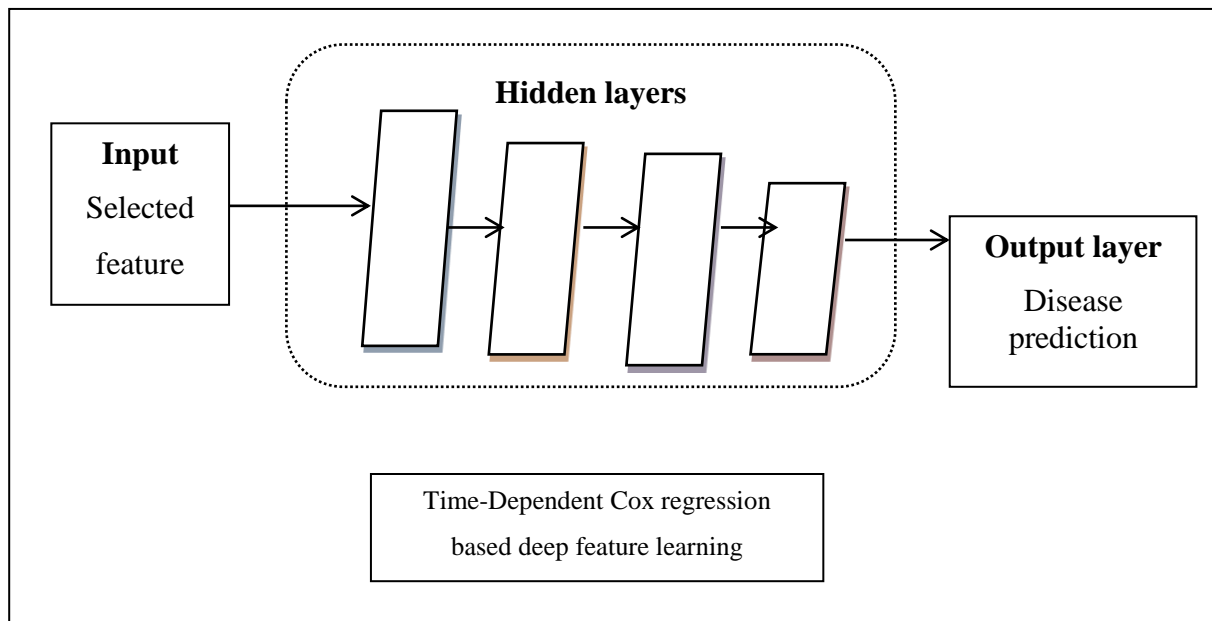 Hidden layers
Input
Selected
feature
Output layer
Disease
prediction
Time-Dependent Cox regression
based deep feature learning